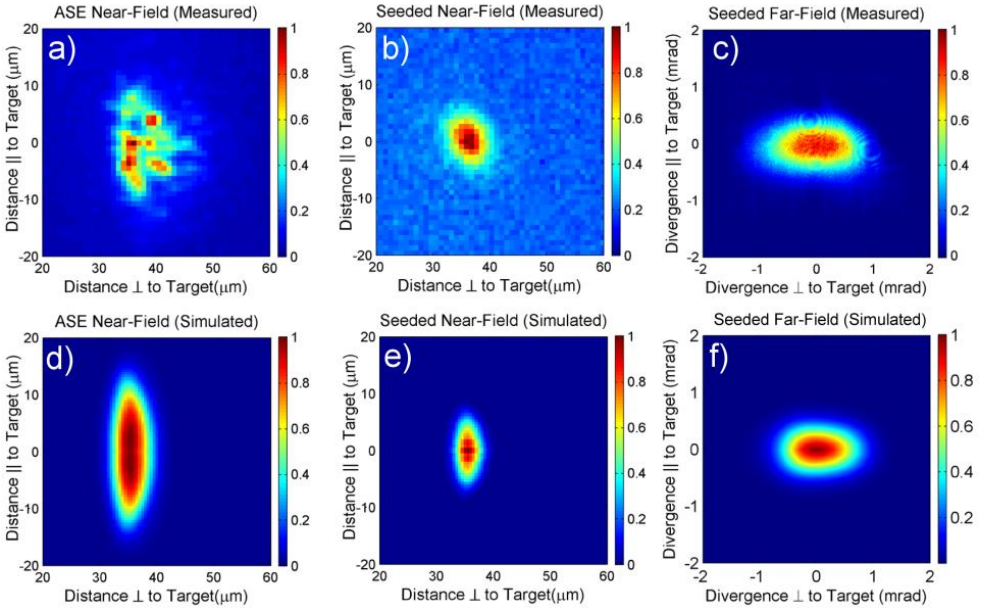 ASE Near-Field (Measured)
a)
Distance || to Target (μm)
20
10
0
-10
-20
20 30 40 50 60
Distance ⊥ to Target(μm)
1
0.8
0.6
0.4
0.2
0
Seeded Near-Field (Measured)
b)
Distance || to Target (μm)
20
10
0
-10
-20
20 30 40 50 60
Distance ⊥ to Target(μm)
1
0.8
0.6
0.4
0.2
0
Seeded Far-Field (Measured)
c)
Divergence || to Target (mrad)
2
1
0
-1
-2
-2 -1 0 1 2
Divergence ⊥ to Target (mrad)
1
0.8
0.6
0.4
0.2
0
ASE Near-Field (Simulated)
d)
Distance || to Target (μm)
20
10
0
-10
-20
20 30 40 50 60
Distance ⊥ to Target(μm)
1
0.8
0.6
0.4
0.2
0
Seeded Near-Field (Simulated)
e)
Distance || to Target (μm)
20
10
0
-10
-20
20 30 40 50 60
Distance ⊥ to Target(μm)
1
0.8
0.6
0.4
0.2
0
Seeded Far-Field (Simulated)
f)
Divergence || to Target (mrad)
2
1
0
-1
-2
-2 -1 0 1 2
Divergence ⊥ to Target (mrad)
1
0.8
0.6
0.4
0.2